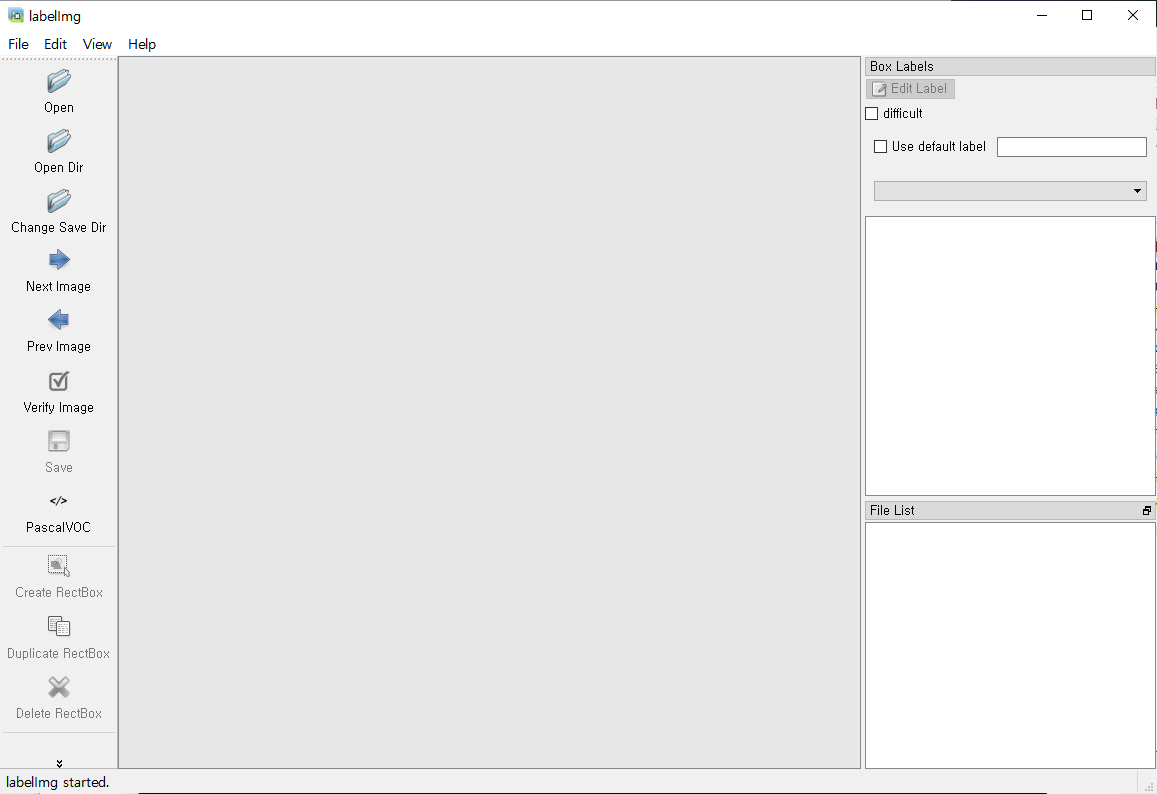 labelImg
File Edit View Help
Open
Open Dir
Change Save Dir
Next Image
Prev Image
Verify Image
Save
</>
PascalVOC
Create RectBox
Duplicate RectBox
Delete RectBox
Box Labels
Edit Label
difficult
Use default label
File List
labelImg started.